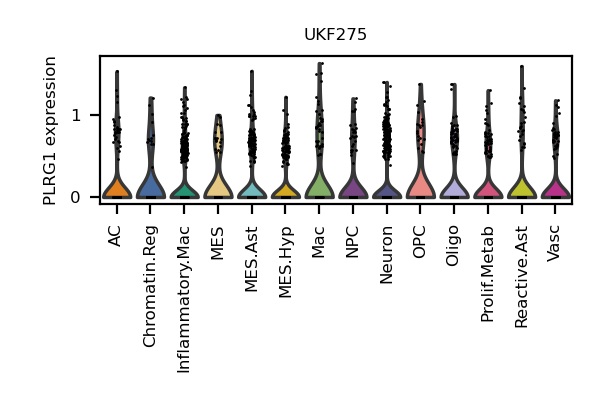 UKF275
PLRG1 expression
1
0
AC
Chromatin.Reg
Inflammatory.Mac
MES
MES.Ast
MES.Hyp
Mac
NPC
Neuron
OPC
Oligo
Prolif.Metab
Reactive.Ast
Vasc